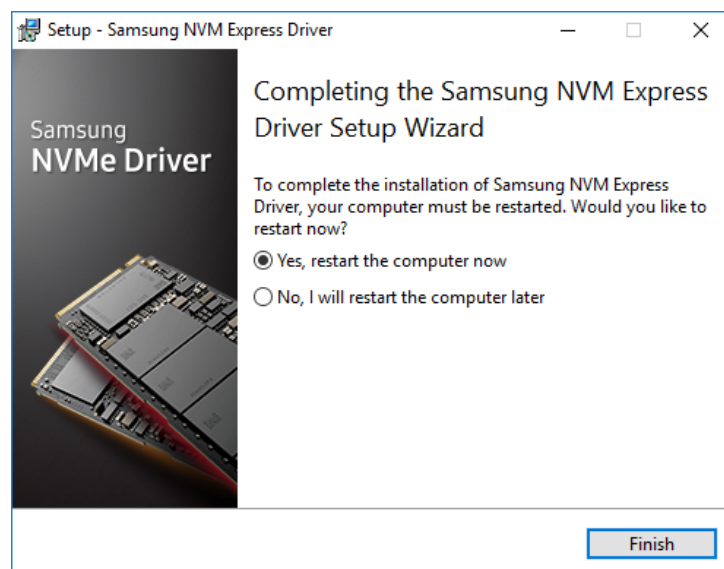 Setup - Samsung NVM Express Driver
Samsung
NVMe Driver
Completing the Samsung NVM Express
Driver Setup Wizard
To complete the installation of Samsung NVM Express
Driver, your computer must be restarted. Would you like to
restart now?
Yes, restart the computer now
No, I will restart the computer later
Finish